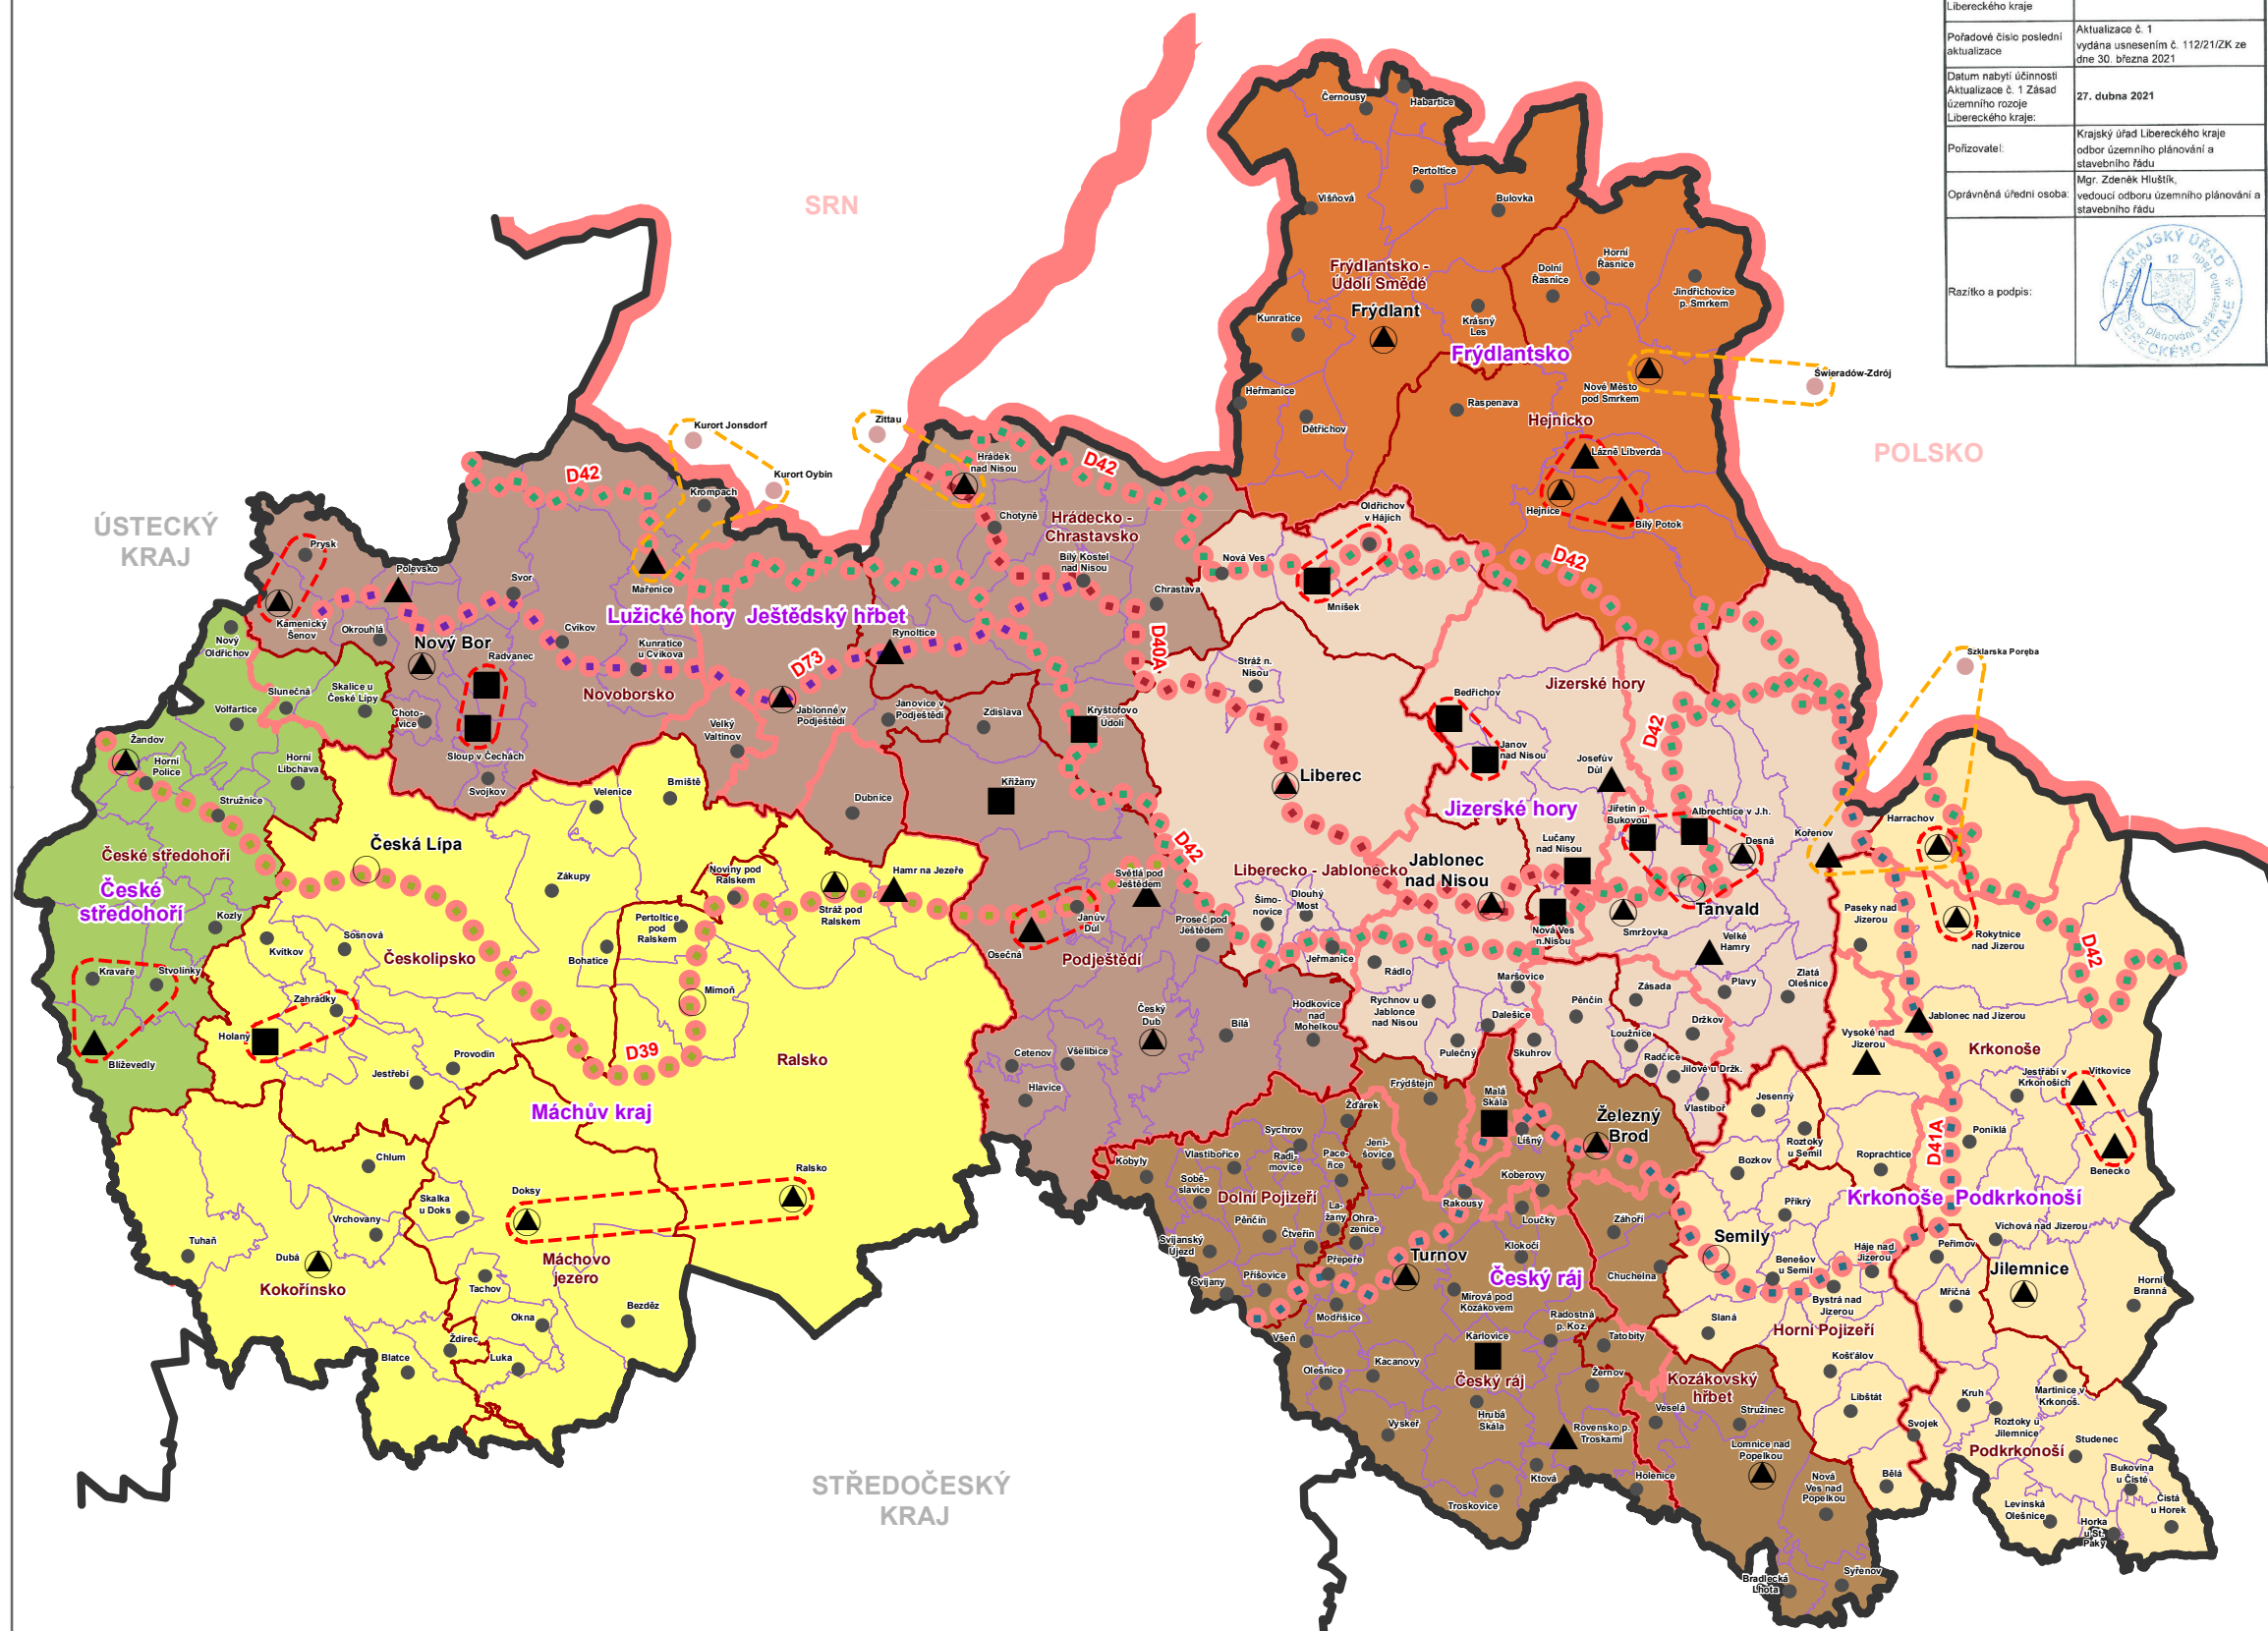 Libereckého kraje
Pořadové číslo poslední
aktualizace
Aktualizace č. 1
vydána usnesením č. 112/21/ZK ze
dne 30. března 2021
Datum nabytí účinnosti
Aktualizace č. 1 Zásad
územního rozoje
Libereckého kraje:
27. dubna 2021
Pořizovatel:
Krajský úřad Libereckého kraje
odbor územního plánování a
stavebního řádu
Oprávněná úřední osoba:
Mgr. Zdeněk Hluštík,
vedoucí odboru územního plánování a
stavebního řádu
Razítko a podpis:
KRAJSKÝ ÚŘAD
12
SRN
POLSKO
ÚSTECKÝ
KRAJ
STŘEDOČESKÝ
KRAJ
Černousy
Habartice
Pertoltice
Višňová
Bulovka
Frýdlantsko -
Údolí Smědé
Frýdlant
Horní
Řasnice
Dolní
Řasnice
Jindřichovice
p. Smrkem
Kunratice
Krásný
Les
Frýdlantsko
Heřmanice
Dětřichov
Raspenava
Nové Město
pod Smrkem
Świeradów-Zdrój
Hejnicko
Lázně Libverda
Hejnice
Bílý Potok
Kurort Jonsdorf
Kurort Oybin
Zittau
Hrádek
nad Nisou
D42
D42
D42
Krompach
Chotyně
Hrádecko -
Chrastavsko
Bílý Kostel
nad Nisou
Chrastava
Oldřichov
v Hájích
Nová Ves
Mníšek
Prysk
Polevsko
Svor
Mařenice
Kamenický
Šenov
Okrouhlá
Nový Bor
Radvanec
Cvikov
Kunratice
u Cvikova
Lužické hory
Ještědský hřbet
Rynoltice
D73
D40A
Stráž n.
Nisou
Novoborsko
Jablonné v
Podještědí
Janovice v
Podještědí
Zdislava
Kryštofovo
Údolí
Velký
Valtinov
Nový
Oldřichov
Slunečná
Skalice u
České Lípy
Choto-
vice
Sloup v Čechách
Svojkov
Volfartice
Žandov
Horní
Police
Horní
Libchava
Stružnice
České středohoří
České
středohoří
Česká Lípa
Velenice
Brniště
Dubnice
Křižany
Liberec
Bedřichov
Janov
nad Nisou
Jizerské hory
Jizerské hory
Josefův
Důl
D42
Jiřetín p.
Bukovou
Albrechtice v J.h.
Desná
Kořenov
Szklarska Poręba
Harrachov
Lučany
nad Nisou
Liberecko - Jablonecko
Jablonec
nad Nisou
D42
Světlá pod
Ještědem
Šimo-
novice
Dlouhý
Most
Proseč pod
Ještědem
Jeřmanice
Nová Ves
n.Nisou
Smržovka
Tanvald
Velké
Hamry
Paseky nad
Jizerou
Rokytnice
nad Jizerou
D42
Zákupy
Noviny pod
Ralskem
Stráž pod
Ralskem
Hamr na Jezeře
Pertoltice
pod
Ralskem
Bohatice
Mimoň
Osečná
Janův
Důl
Podještědí
Kozly
Kvítkov
Sosnová
Českolipsko
Kravaře
Stvolínky
Zahrádky
Holany
Blíževedly
Provodín
Jestřebí
D39
Ralsko
Český
Dub
Bílá
Hodkovice
nad
Mohelkou
Cetenov
Všelibice
Hlavice
Rádlo
Rychnov u
Jablonce
nad Nisou
Maršovice
Pěnčín
Zásada
Plavy
Zlatá
Olešnice
Dalešice
Pulečný
Skuhrov
Loužnice
Držkov
Radčice
Jílové u Držk.
Vlastiboř
Vysoké nad
Jizerou
Jablonec nad Jizerou
Krkonoše
Jestřabí v
Krkonoších
Vítkovice
Máchův kraj
Chlum
Skalka
u Doks
Doksy
Ralsko
Vrchovany
Tuhaň
Dubá
Kokořínsko
Máchovo
jezero
Tachov
Okna
Bezděz
Ždírec
Luka
Blatce
Kobyly
Vlastibořice
Sychrov
Radi-
movice
Žďárek
Pace-
řice
Jeni-
šovice
Frýdštejn
Malá
Skála
Líšný
Železný
Brod
Soběslavice
Dolní Pojizeří
Pěnčín
La-
žany
Ohra-
zenice
Čtveřín
Svijanský
Újezd
Svijany
Příšovice
Přepeře
Modřišice
Turnov
Rakousy
Koberovy
Loučky
Klokočí
Český ráj
Mírová pod
Kozákovem
Radostná
p. Koz.
Záhoří
Chuchelna
Tatobity
Všeň
Olešnice
Kacanovy
Karlovice
Český ráj
Žernov
Vyskeř
Hrubá
Skála
Rovensko p.
Troskami
Ktová
Troskovice
Holenice
Kozákovský
hřbet
Veselá
Stružinec
Lomnice nad
Popelkou
Nová
Ves nad
Popelkou
Bradlecká
Lhota
Syřenov
Jesenný
Roztoky
u Semil
Bozkov
Roprachtice
Poniklá
D41A
Benecko
Příkrý
Krkonoše
Podkrkonoší
Semily
Benešov
u Semil
Háje nad
Jizerou
Bystrá nad
Jizerou
Víchová nad Jizerou
Peřimov
Jilemnice
Horní
Branná
Mříčná
Slaná
Horní Pojizeří
Košťálov
Libštát
Svojek
Kruh
Martinice v
Krkonoš.
Roztoky u
Jilemnice
Studenec
Podkrkonoší
Bělá
Bukovina
u Čisté
Čistá
u Horek
Levínská
Olešnice
Horka
u St.
Paky